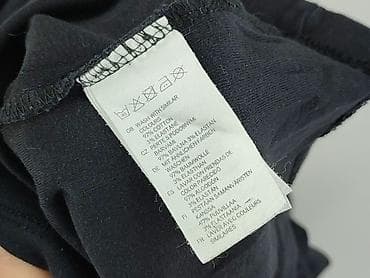 GB WASH WITH SIMILAR
COLOURS
97% COTTON
3% ELASTANE
CZ PERTE S PODOBNÝMI
BARVAMI
97% BAVLNA 3% ELASTAN
DE MIT ÄHNLICHEN FARBEN
WASCHEN
97% BAUMWOLLE
3% ELASTHAN
ES LAVAR CON PRENDAS DE
COLOR PARECIDO
97% ALGODÓN
3% ELASTANO
FI PESTÄÄN SAMANVÄRISTEN
KANSSA
97% PUUVILLAA
3% ELASTAANIA
FR LAVER AVEC COULEURS
SIMILAIRES